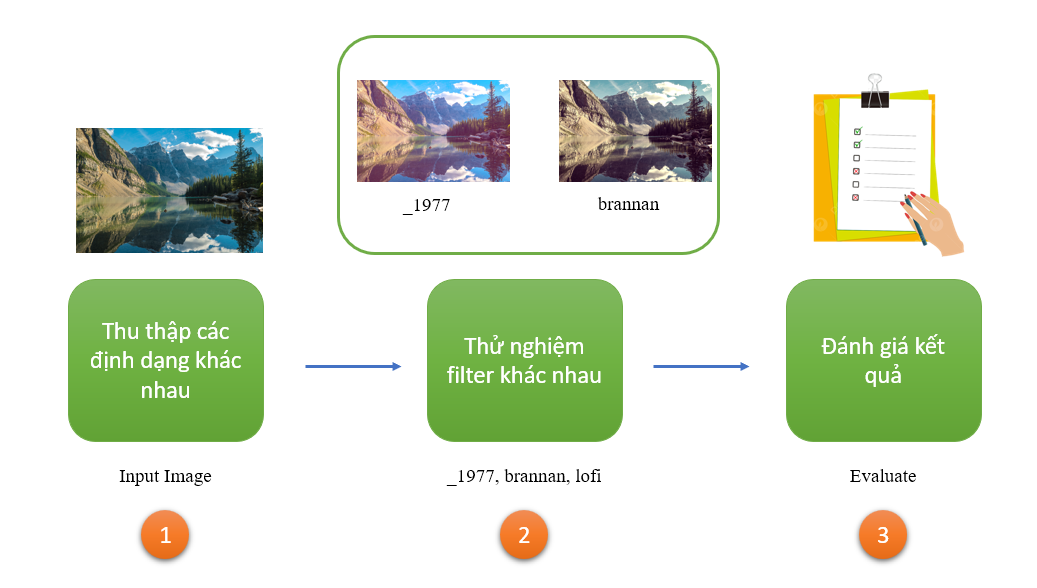 _1977
brannan
Thu thập các
định dạng khác
nhau
Thử nghiệm
filter khác nhau
Đánh giá kết
quả
Input Image
_1977, brannan, lofi
Evaluate
1
2
3